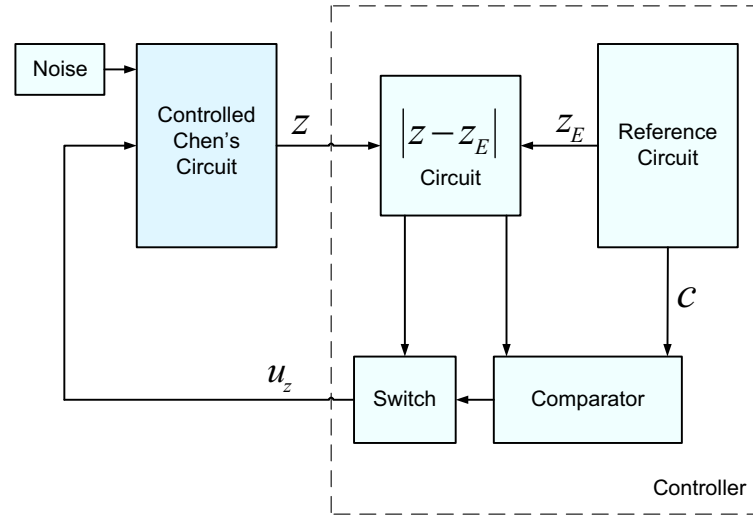 Noise
Controlled
Chen's
Circuit
z
|z − z_E|
Circuit
z_E
Reference
Circuit
c
u_z
Switch
Comparator
Controller